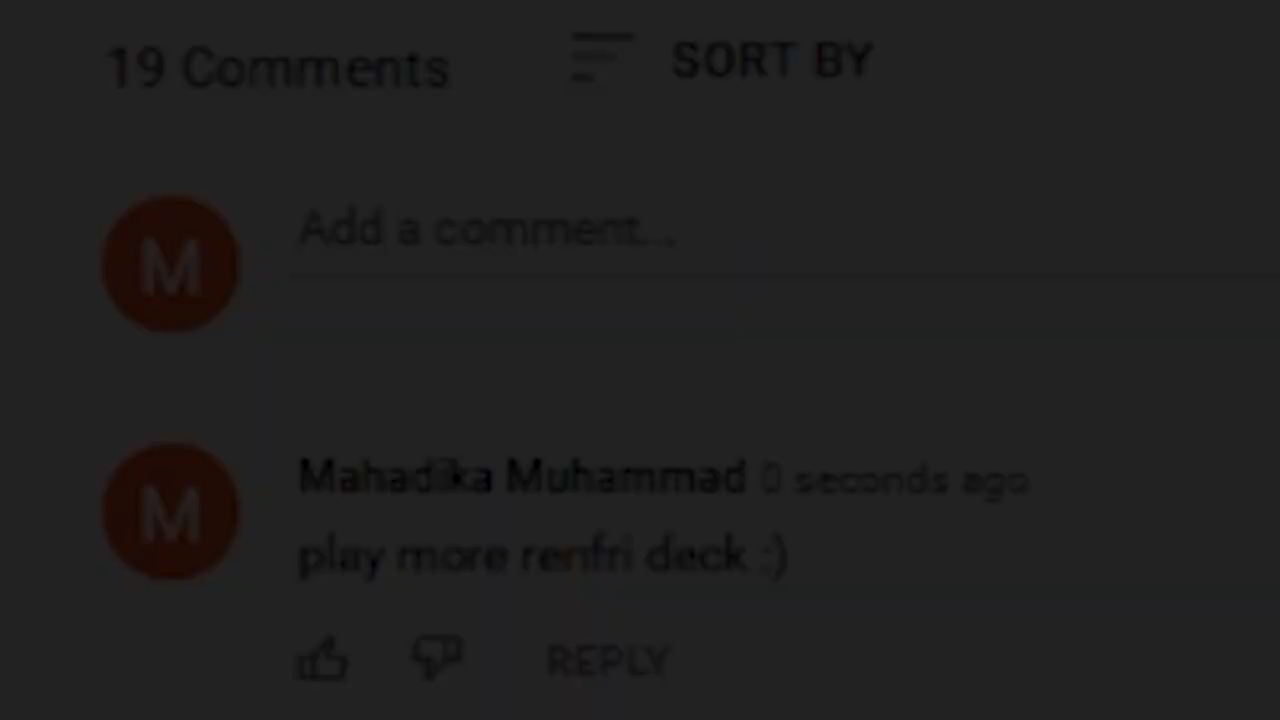 19 Comments
SORT BY
M
Add a comment...
M
Mahadika Muhammad 0 seconds ago
play more renfri deck :)
REPLY